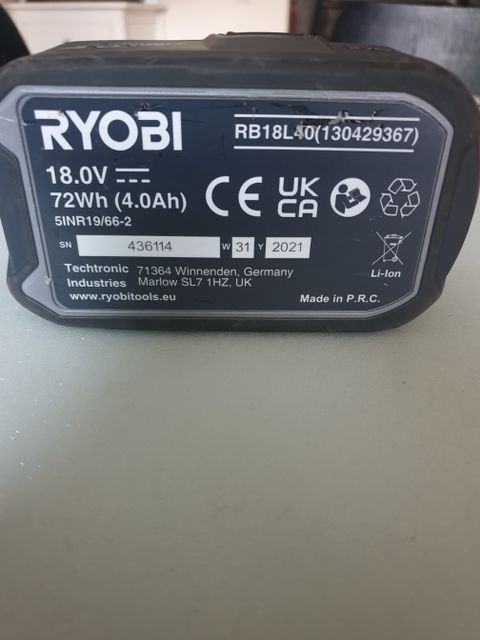 RYOBI
RB18L40(130429367)
18.0V
72Wh (4.0Ah)
5INR19/66-2
CE UK CA
SN 436114 W 31 Y 2021
Techtronic 71364 Winnenden, Germany
Industries Marlow SL7 1HZ, UK
www.ryobitools.eu
Li-Ion
Made in P.R.C.